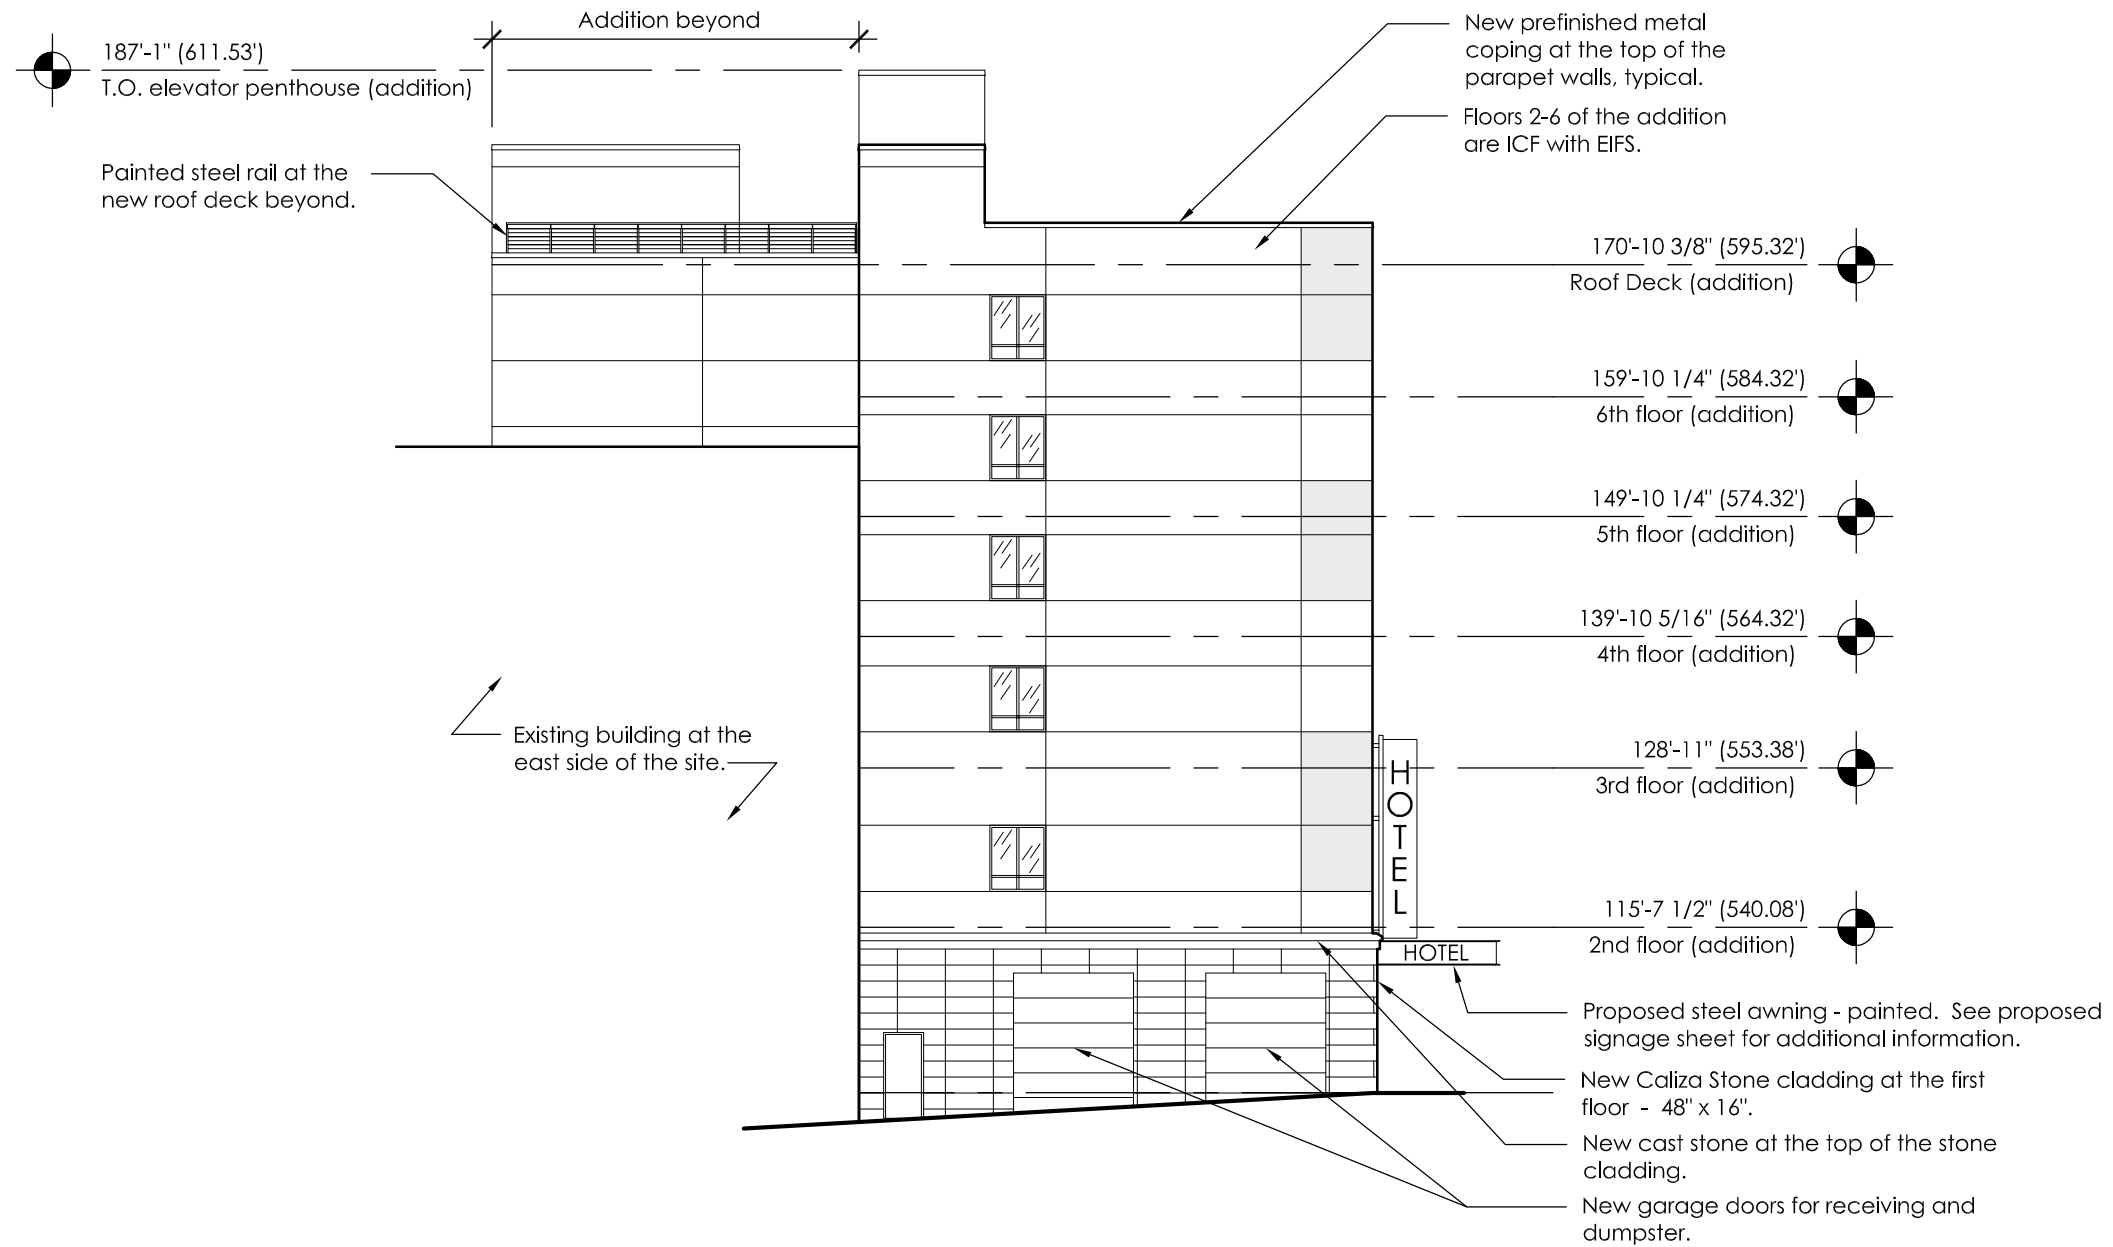 Addition beyond
187'-1" (611.53')
T.O. elevator penthouse (addition)
New prefinished metal
coping at the top of the
parapet walls, typical.
Floors 2-6 of the addition
are ICF with EIFS.
Painted steel rail at the
new roof deck beyond.
170'-10 3/8" (595.32')
Roof Deck (addition)
159'-10 1/4" (584.32')
6th floor (addition)
149'-10 1/4" (574.32')
5th floor (addition)
139'-10 5/16" (564.32')
4th floor (addition)
Existing building at the
east side of the site.
128'-11" (553.38')
3rd floor (addition)
HOTEL
115'-7 1/2" (540.08')
2nd floor (addition)
HOTEL
Proposed steel awning - painted.  See proposed
signage sheet for additional information.
New Caliza Stone cladding at the first
floor  -  48" x 16".
New cast stone at the top of the stone
cladding.
New garage doors for receiving and
dumpster.